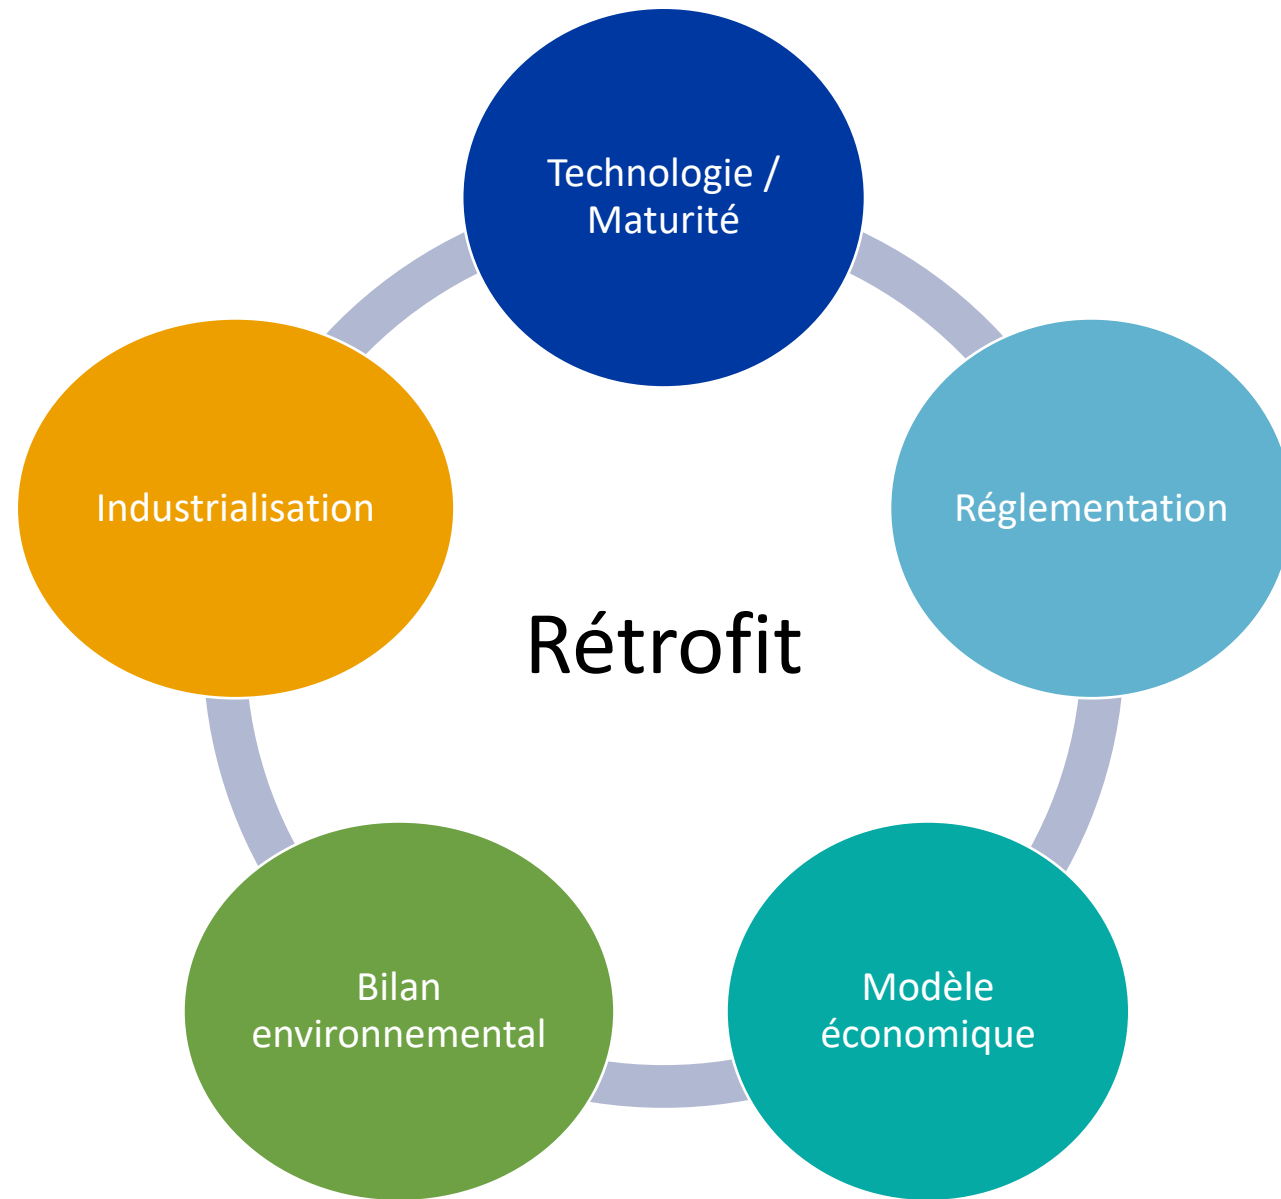 Technologie /
Maturité
Industrialisation
Réglementation
Rétrofit
Bilan
environnemental
Modèle
économique